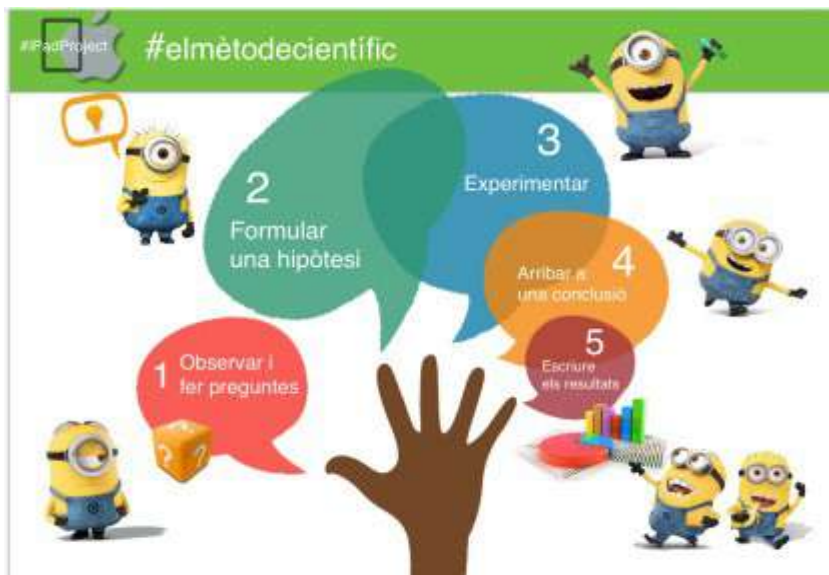 #iPadProject
#elmètodecientífic
1
Observar i
fer preguntes
2
Formular
una hipòtesi
3
Experimentar
4
Arribar a
una conclusió
5
Escriure
els resultats
? ? ?